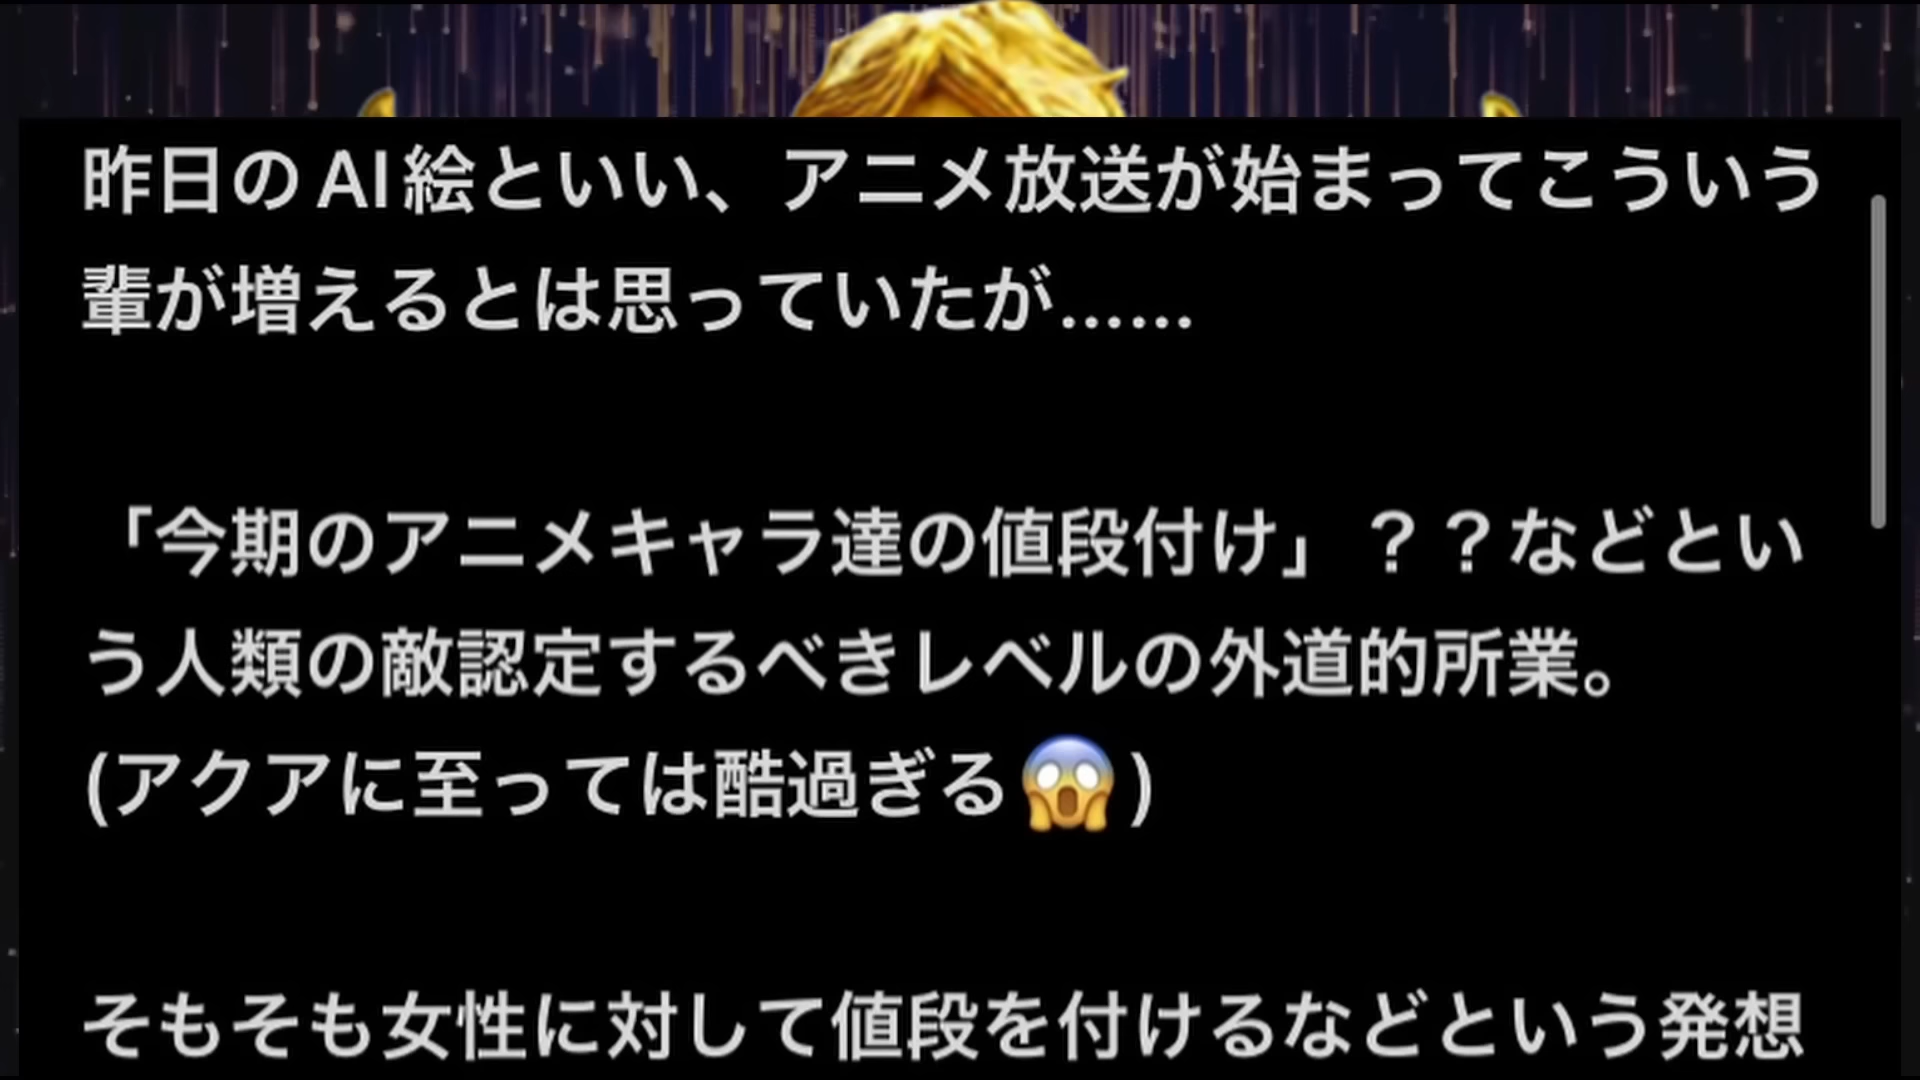 昨日のAI絵といい、アニメ放送が始まってこういう
輩が増えるとは思っていたが……
「今期のアニメキャラ達の値段付け」？？などとい
う人類の敵認定するべきレベルの外道的所業。
(アクアに至っては酷過ぎる😱)
そもそも女性に対して値段を付けるなどという発想